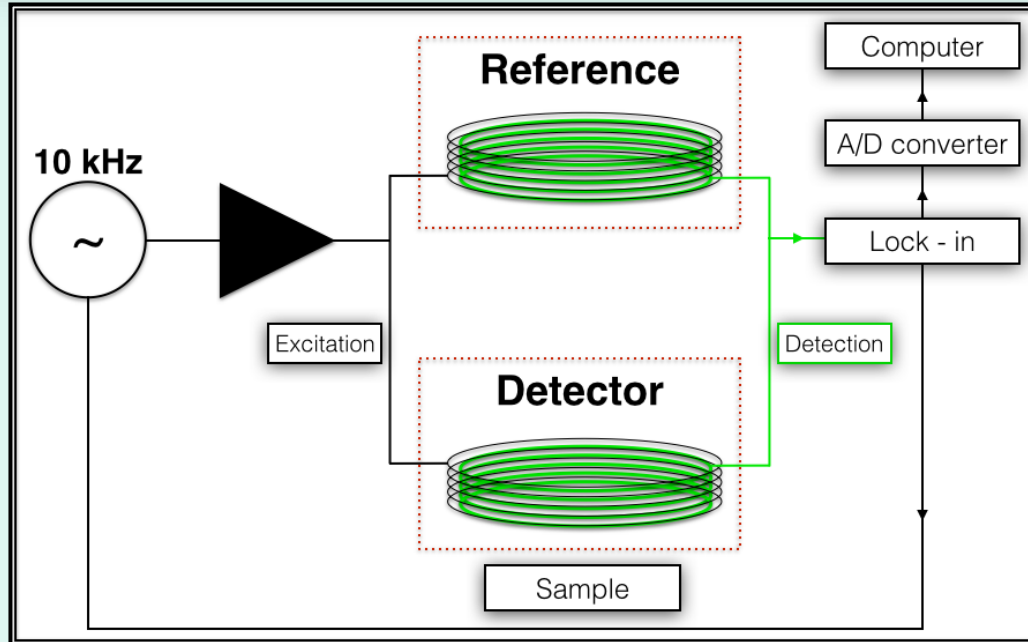 Reference
Computer
10 kHz
A/D converter
~
Lock - in
Excitation
Detection
Detector
Sample